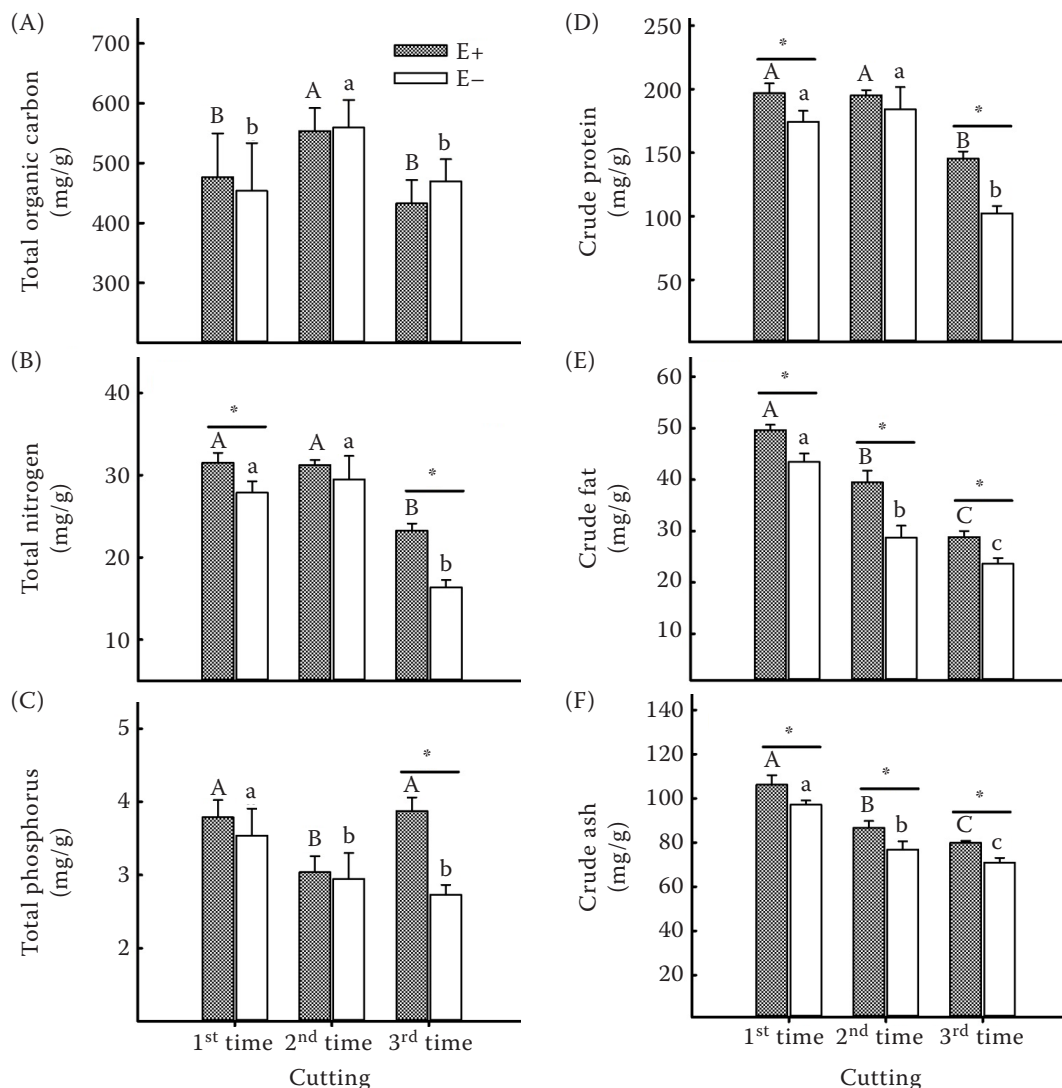 (A)
Total organic carbon
(mg/g)
700
600
500
400
300
E+
E−
B
b
A
a
B
b
(B)
Total nitrogen
(mg/g)
40
30
20
10
*
A
a
A
a
*
B
b
(C)
Total phosphorus
(mg/g)
5
4
3
2
A
a
B
b
*
A
b
1st time
2nd time
3rd time
Cutting
(D)
Crude protein
(mg/g)
250
200
150
100
50
*
A
a
A
a
*
B
b
(E)
Crude fat
(mg/g)
60
50
40
30
20
10
*
A
a
*
B
b
*
C
c
(F)
Crude ash
(mg/g)
140
120
100
80
60
40
20
*
A
a
*
B
b
*
C
c
1st time
2nd time
3rd time
Cutting